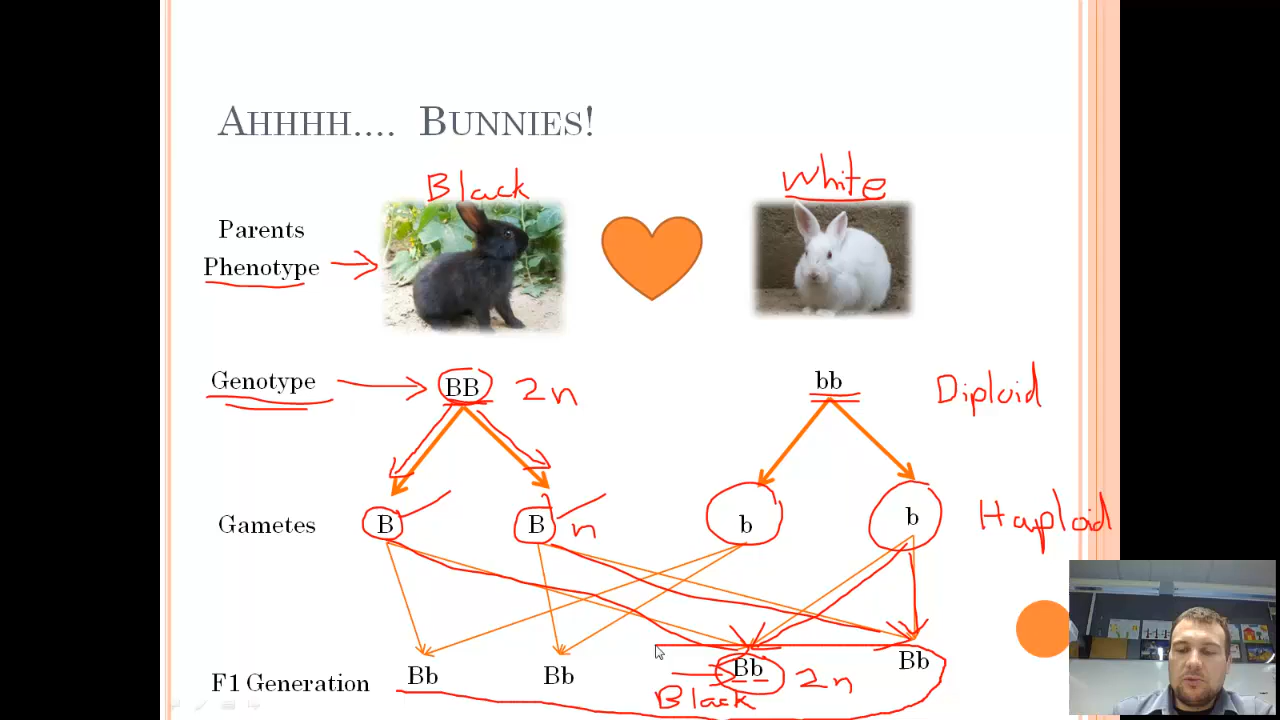 AHHHH.... BUNNIES!
Black White
Parents
Phenotype
Genotype BB 2n bb Diploid
Gametes B B n b b Haploid
F1 Generation Bb Bb Bb 2n Bb
Black